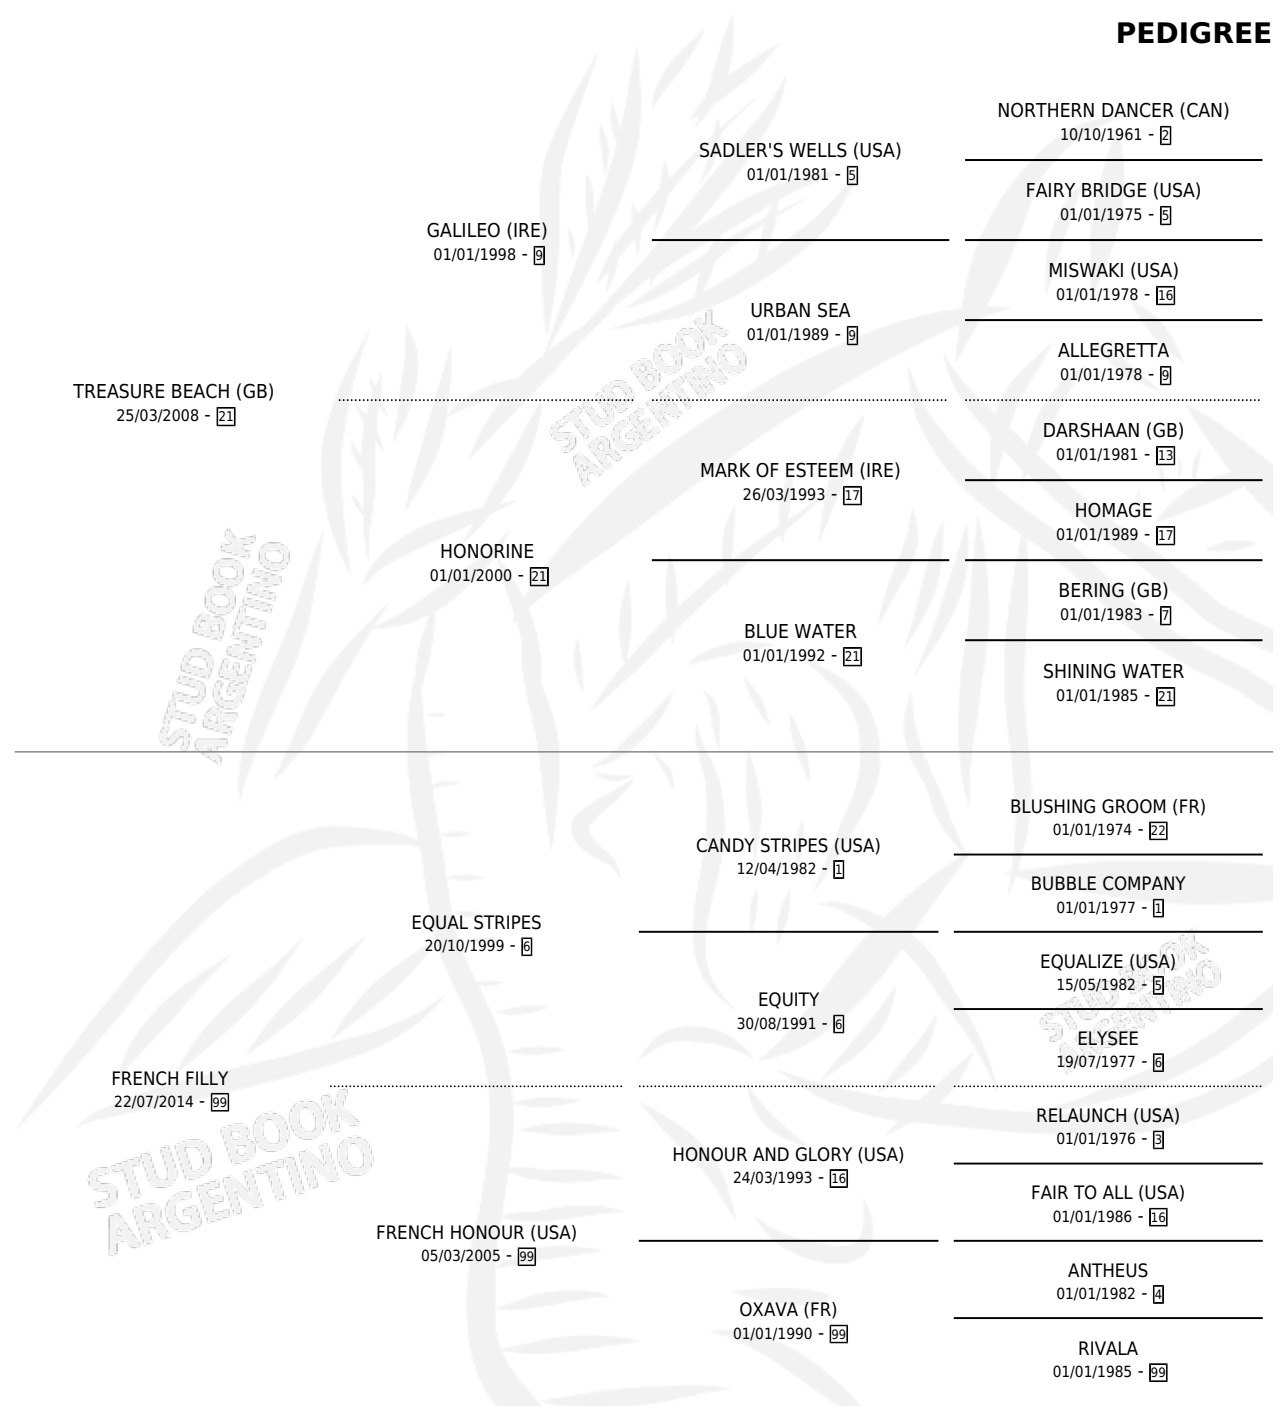 PEDIGREE
NORTHERN DANCER (CAN)
10/10/1961 - 2
SADLER'S WELLS (USA)
01/01/1981 - 5
FAIRY BRIDGE (USA)
01/01/1975 - 5
GALILEO (IRE)
01/01/1998 - 9
MISWAKI (USA)
01/01/1978 - 16
URBAN SEA
01/01/1989 - 9
ALLEGRETTA
01/01/1978 - 9
TREASURE BEACH (GB)
25/03/2008 - 21
DARSHAAN (GB)
01/01/1981 - 13
MARK OF ESTEEM (IRE)
26/03/1993 - 17
HOMAGE
01/01/1989 - 17
HONORINE
01/01/2000 - 21
BERING (GB)
01/01/1983 - 7
BLUE WATER
01/01/1992 - 21
SHINING WATER
01/01/1985 - 21
STUD BOOK
ARGENTINO
STUD BOOK
ARGENTINO
BLUSHING GROOM (FR)
01/01/1974 - 22
CANDY STRIPES (USA)
12/04/1982 - 1
BUBBLE COMPANY
01/01/1977 - 1
EQUAL STRIPES
20/10/1999 - 6
EQUALIZE (USA)
15/05/1982 - 5
EQUITY
30/08/1991 - 6
ELYSEE
19/07/1977 - 6
FRENCH FILLY
22/07/2014 - 99
RELAUNCH (USA)
01/01/1976 - 3
HONOUR AND GLORY (USA)
24/03/1993 - 16
FAIR TO ALL (USA)
01/01/1986 - 16
FRENCH HONOUR (USA)
05/03/2005 - 99
ANTHEUS
01/01/1982 - 4
OXAVA (FR)
01/01/1990 - 99
RIVALA
01/01/1985 - 99
STUD BOOK
ARGENTINO
STUD BOOK
ARGENTINO